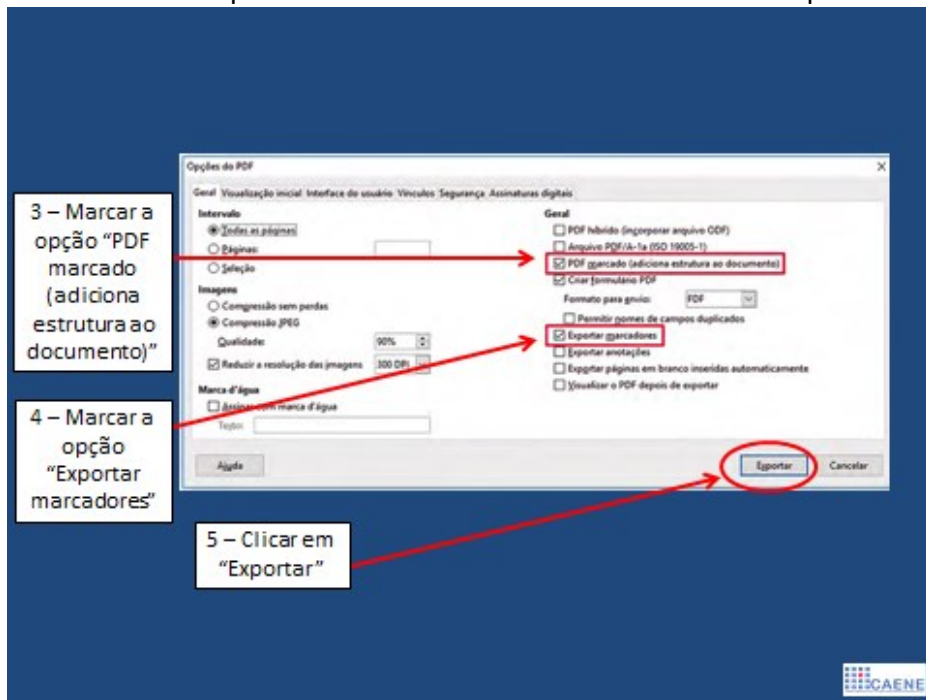 Opções do PDF
Geral Visualização inicial Interface do usuário Vínculos Segurança Assinaturas digitais
Intervalo
Todas as páginas
Páginas:
Seleção
Imagens
Compressão sem perdas
Compressão JPEG
Qualidade: 90%
Reduzir a resolução das imagens 300 DPI
Marca d'água
Assinar com marca d'água
Texto:
Geral
PDF híbrido (incorporar arquivo ODF)
Arquivo PDF/A-1a (ISO 19005-1)
PDF marcado (adiciona estrutura ao documento)
Criar formulário PDF
Formato para envio: FDF
Permitir nomes de campos duplicados
Exportar marcadores
Exportar anotações
Exportar páginas em branco inseridas automaticamente
Visualizar o PDF depois de exportar
Ajuda
Exportar
Cancelar
3 – Marcar a
opção “PDF
marcado
(adiciona
estrutura ao
documento)”
4 – Marcar a
opção
“Exportar
marcadores”
5 – Clicar em
“Exportar”
CAENE